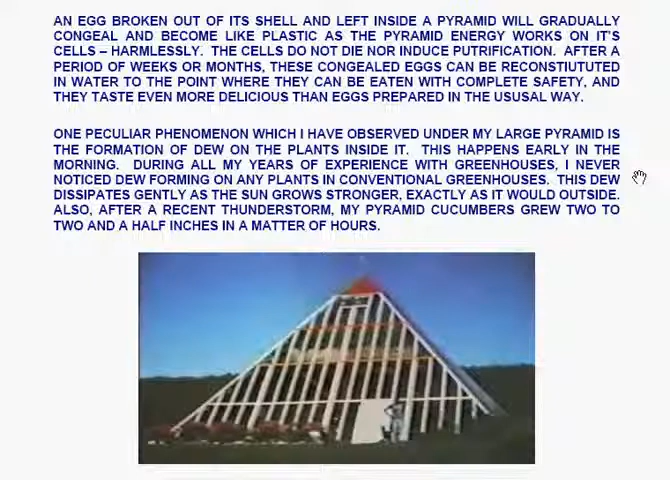 AN EGG BROKEN OUT OF ITS SHELL AND LEFT INSIDE A PYRAMID WILL GRADUALLY
CONGEAL AND BECOME LIKE PLASTIC AS THE PYRAMID ENERGY WORKS ON IT'S
CELLS – HARMLESSLY. THE CELLS DO NOT DIE NOR INDUCE PUTRIFICATION. AFTER A
PERIOD OF WEEKS OR MONTHS, THESE CONGEALED EGGS CAN BE RECONSTIUTUTED
IN WATER TO THE POINT WHERE THEY CAN BE EATEN WITH COMPLETE SAFETY, AND
THEY TASTE EVEN MORE DELICIOUS THAN EGGS PREPARED IN THE USUSAL WAY.
ONE PECULIAR PHENOMENON WHICH I HAVE OBSERVED UNDER MY LARGE PYRAMID IS
THE FORMATION OF DEW ON THE PLANTS INSIDE IT. THIS HAPPENS EARLY IN THE
MORNING. DURING ALL MY YEARS OF EXPERIENCE WITH GREENHOUSES, I NEVER
NOTICED DEW FORMING ON ANY PLANTS IN CONVENTIONAL GREENHOUSES. THIS DEW
DISSIPATES GENTLY AS THE SUN GROWS STRONGER, EXACTLY AS IT WOULD OUTSIDE.
ALSO, AFTER A RECENT THUNDERSTORM, MY PYRAMID CUCUMBERS GREW TWO TO
TWO AND A HALF INCHES IN A MATTER OF HOURS.